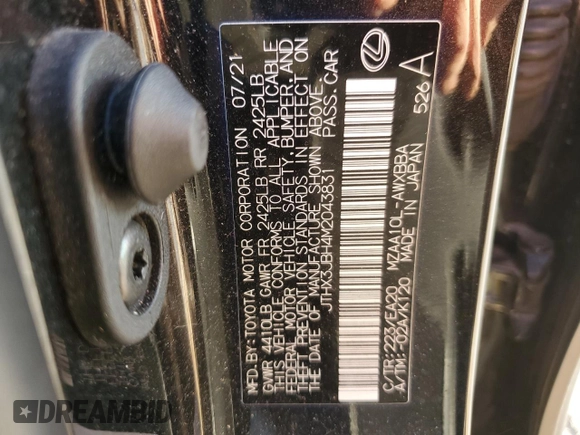 MFD.BY:TOYOTA MOTOR CORPORATION 07/21
GVWR 4410LB GAWR FR 2425LB RR 2425LB
THIS VEHICLE CONFORMS TO ALL APPLICABLE
FEDERAL MOTOR VEHICLE SAFETY, BUMPER, AND
THEFT PREVENTION STANDARDS IN EFFECT ON
THE DATE OF MANUFACTURE SHOWN ABOVE.
JTHX3JBH4M2043831 PASS.CAR
C/TR:223/EA20 MZAA10L-AWXBBA
A/TM:-02A/K120 MADE IN JAPAN
526 A
DREAMBID